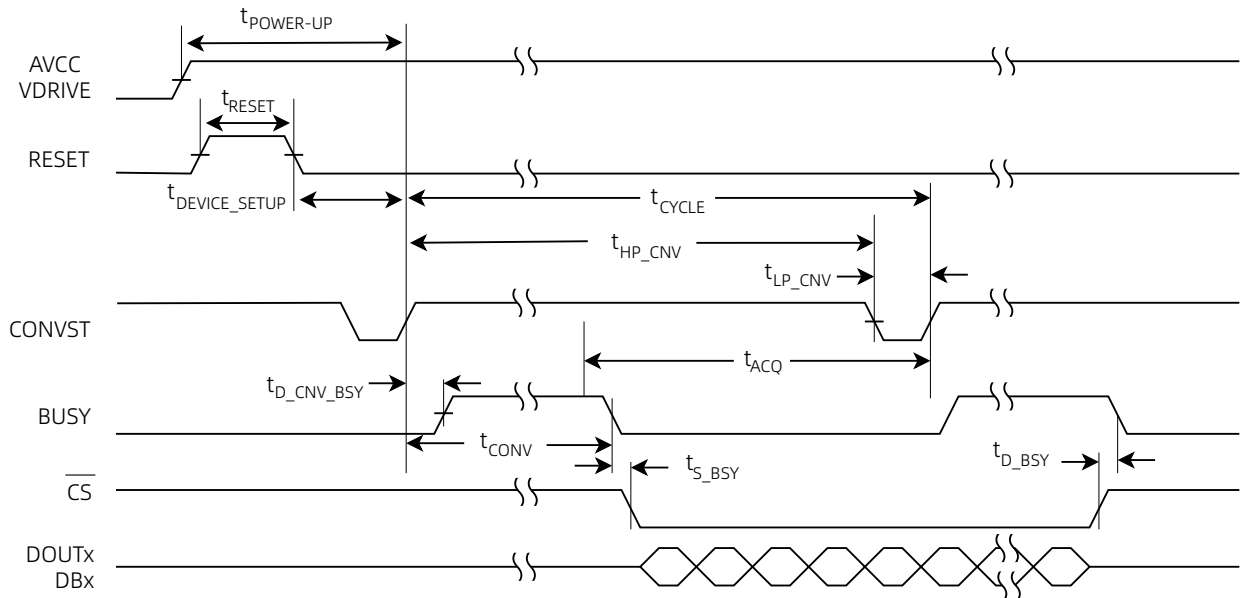 tPOWER-UP
AVCC
VDRIVE
tRESET
RESET
tDEVICE_SETUP
tCYCLE
tHP_CNV
tLP_CNV
CONVST
tACQ
tD_CNV_BSY
BUSY
tCONV
tS_BSY
tD_BSY
CS
DOUTx
DBx